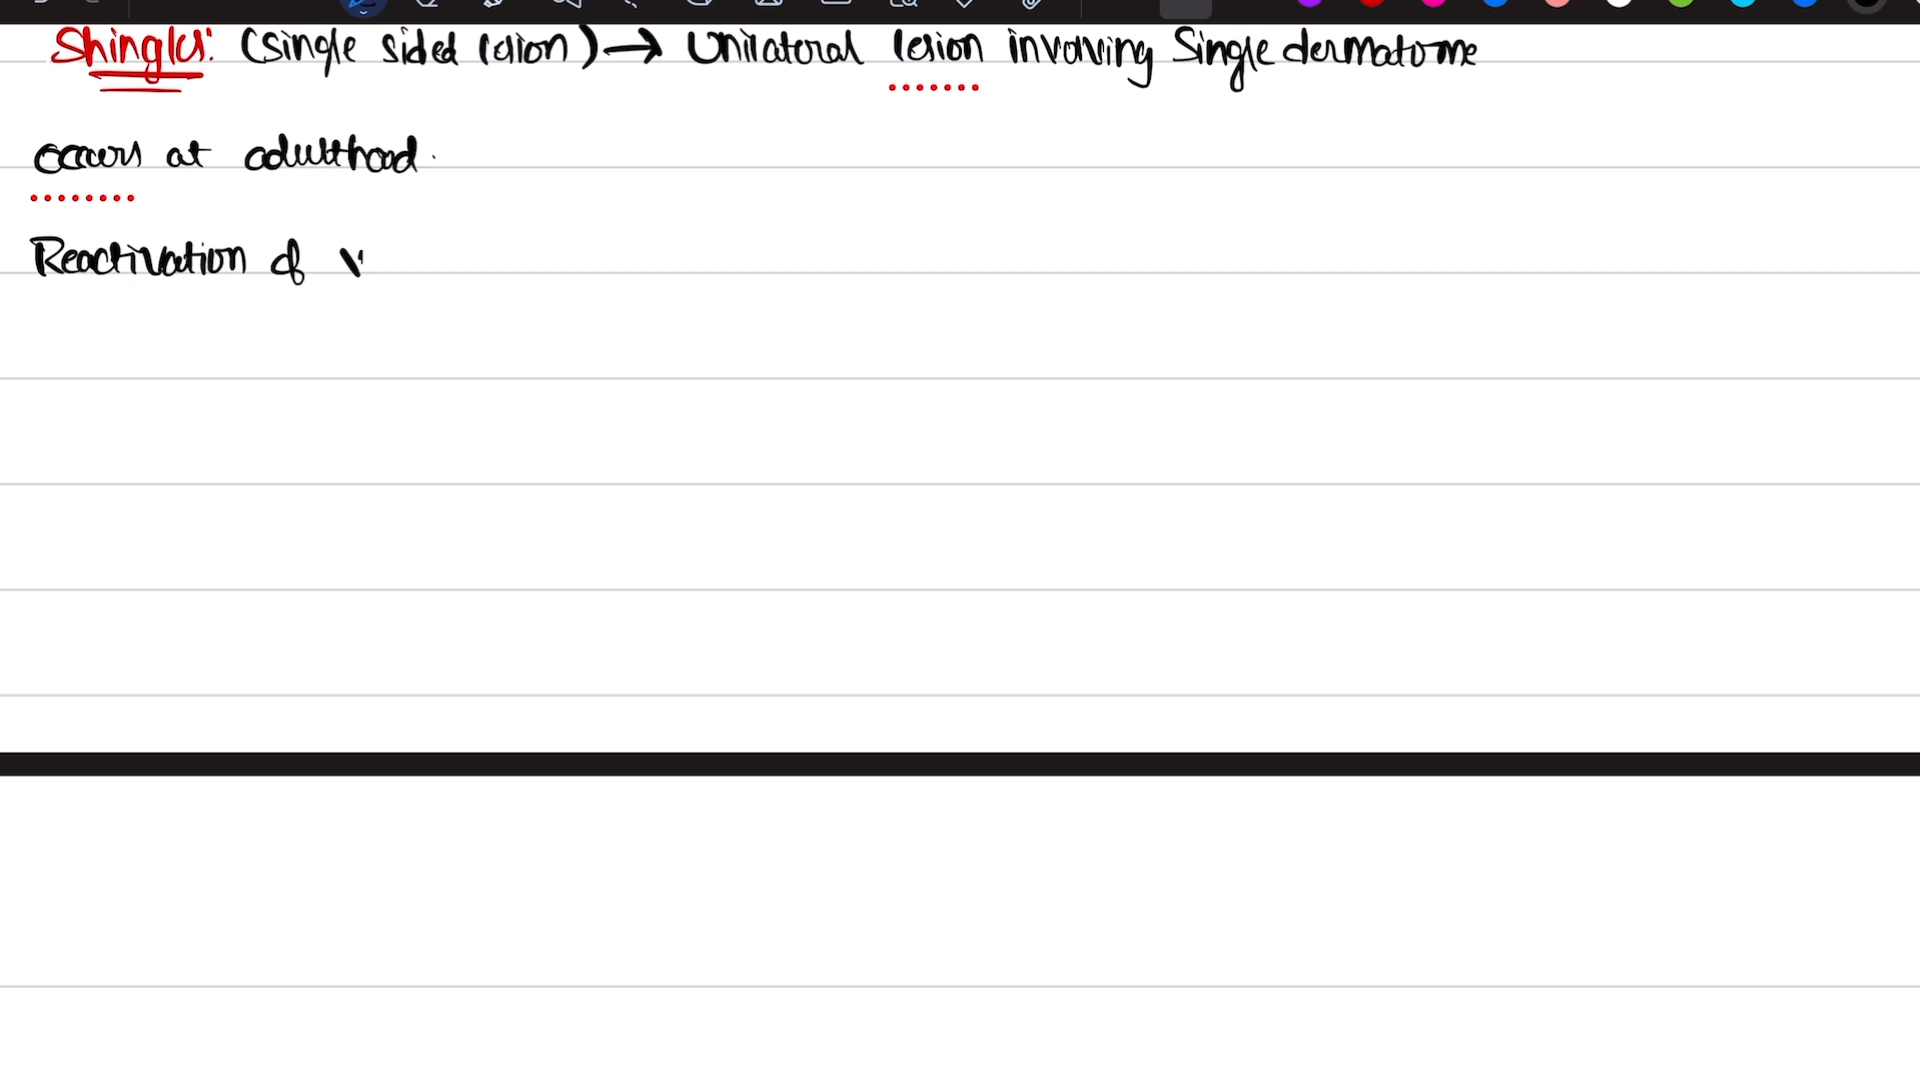 Shingles: (single sided lesion) → Unilateral lesion involving Single dermatome
occurs at adulthood.
Reactivation of V